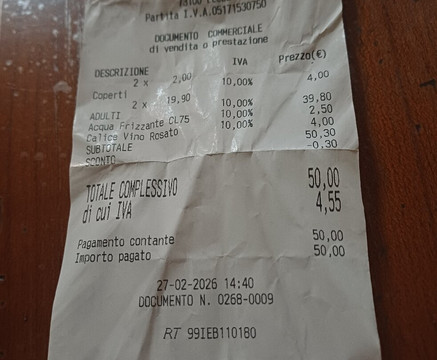 Partita I.V.A.05171530750
DOCUMENTO COMMERCIALE
di vendita o prestazione
DESCRIZIONE IVA Prezzo(€)
2 x 2,00
Coperti 10,00% 4,00
2 x 19,90
ADULTI 10,00% 39,80
Acqua Frizzante CL75 10,00% 2,50
Calice Vino Rosato 10,00% 4,00
SUBTOTALE 50,30
SCONTO -0,30
TOTALE COMPLESSIVO 50,00
di cui IVA 4,55
Pagamento contante 50,00
Importo pagato 50,00
27-02-2026 14:40
DOCUMENTO N. 0268-0009
RT 99IEB110180